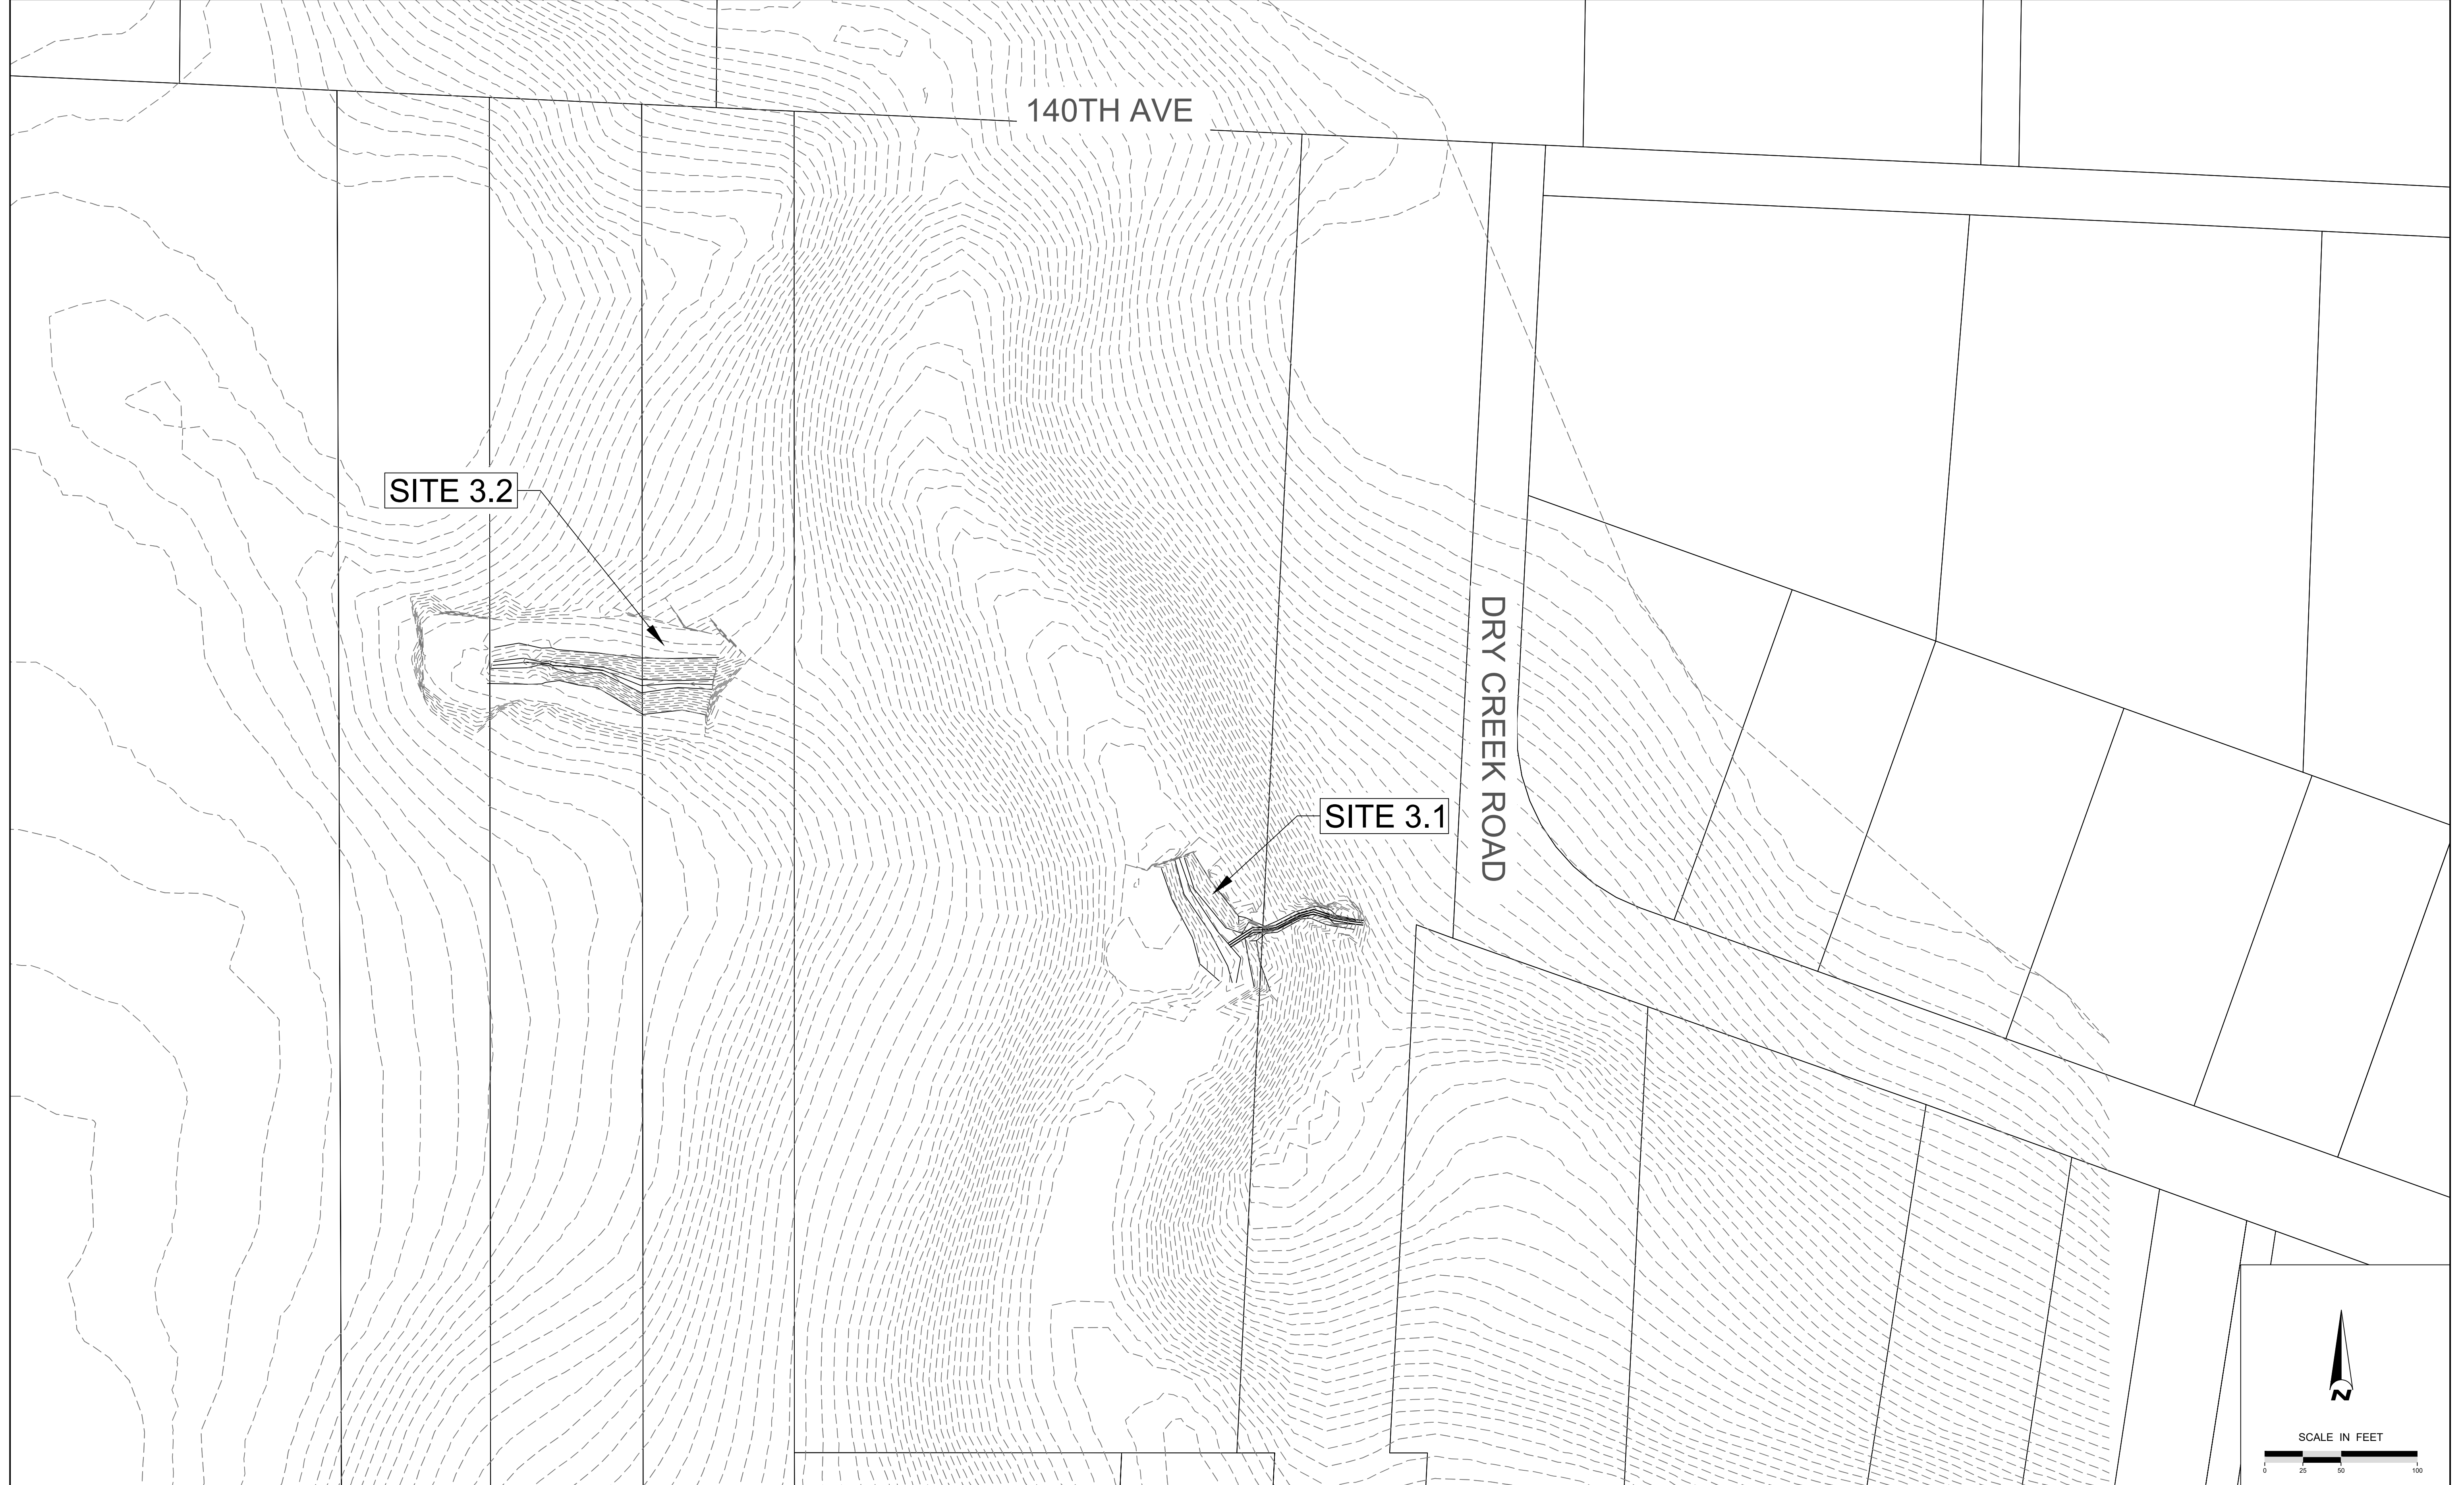 140TH AVE
SITE 3.2
DRY CREEK ROAD
SITE 3.1
N
SCALE IN FEET
0 25 50 100